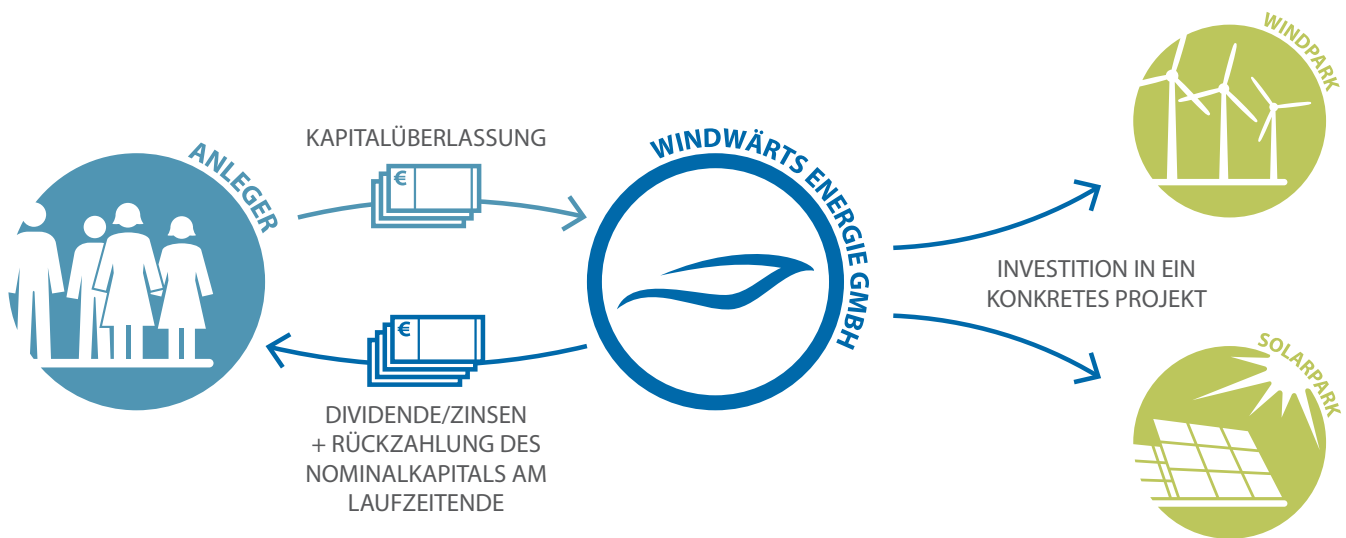 ANLEGER
KAPITALÜBERLASSUNG
€
€
DIVIDENDE/ZINSEN
+ RÜCKZAHLUNG DES
NOMINALKAPITALS AM
LAUFZEITENDE
WINDWÄRTS ENERGIE GMBH
INVESTITION IN EIN
KONKRETES PROJEKT
WINDPARK
SOLARPARK